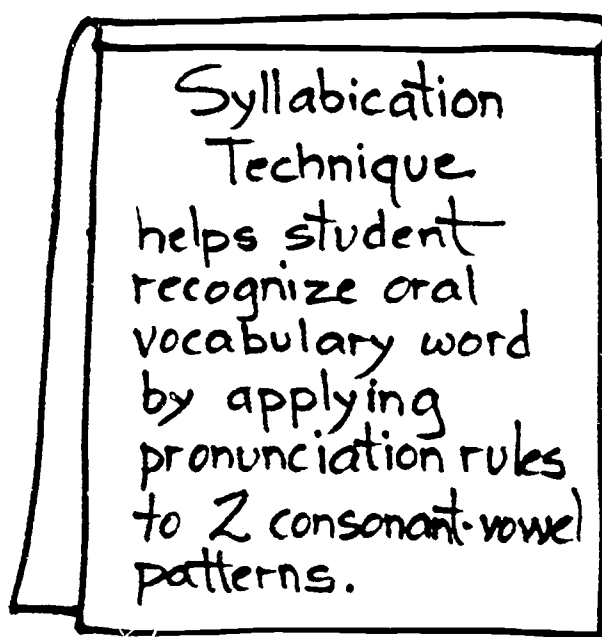 Syllabication
Technique
helps student
recognize oral
vocabulary word
by applying
pronunciation rules
to 2 consonant-vowel
patterns.